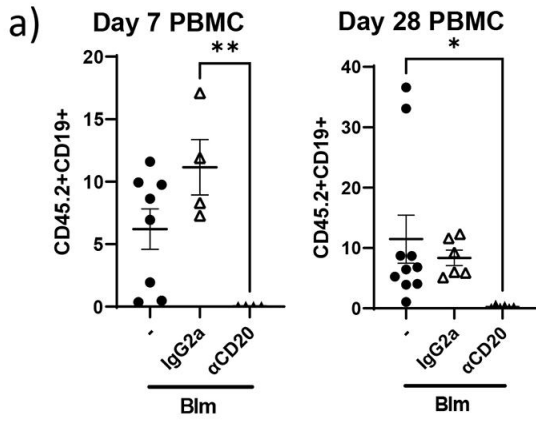 a)
Day 7 PBMC
**
CD45.2+CD19+
20
15
10
5
0
-
IgG2a
αCD20
Blm
Day 28 PBMC
*
CD45.2+CD19+
40
30
20
10
0
-
IgG2a
αCD20
Blm